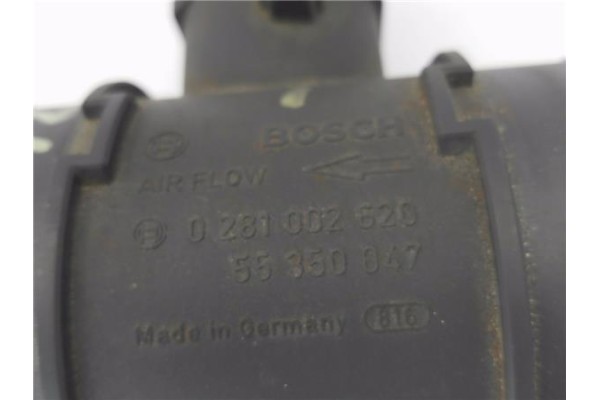 BOSCH
AIR FLOW
0 281 002 620
55 350 047
Made in Germany 816